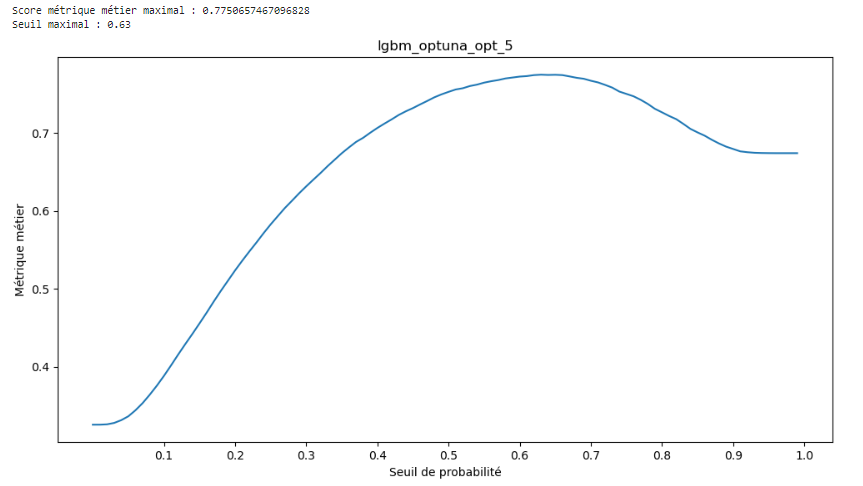 Score métrique métier maximal : 0.7750657467096828
Seuil maximal : 0.63
lgbm_optuna_opt_5
Métrique métier
0.7
0.6
0.5
0.4
0.1 0.2 0.3 0.4 0.5 0.6 0.7 0.8 0.9 1.0
Seuil de probabilité